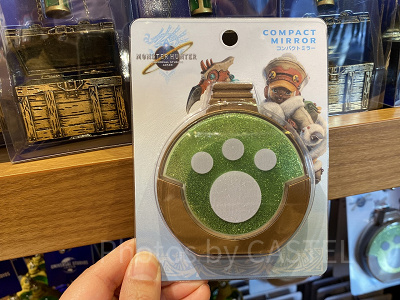 COMPACT
MIRROR
コンパクトミラー
MONSTER HUNTER
Photos by CASTEL